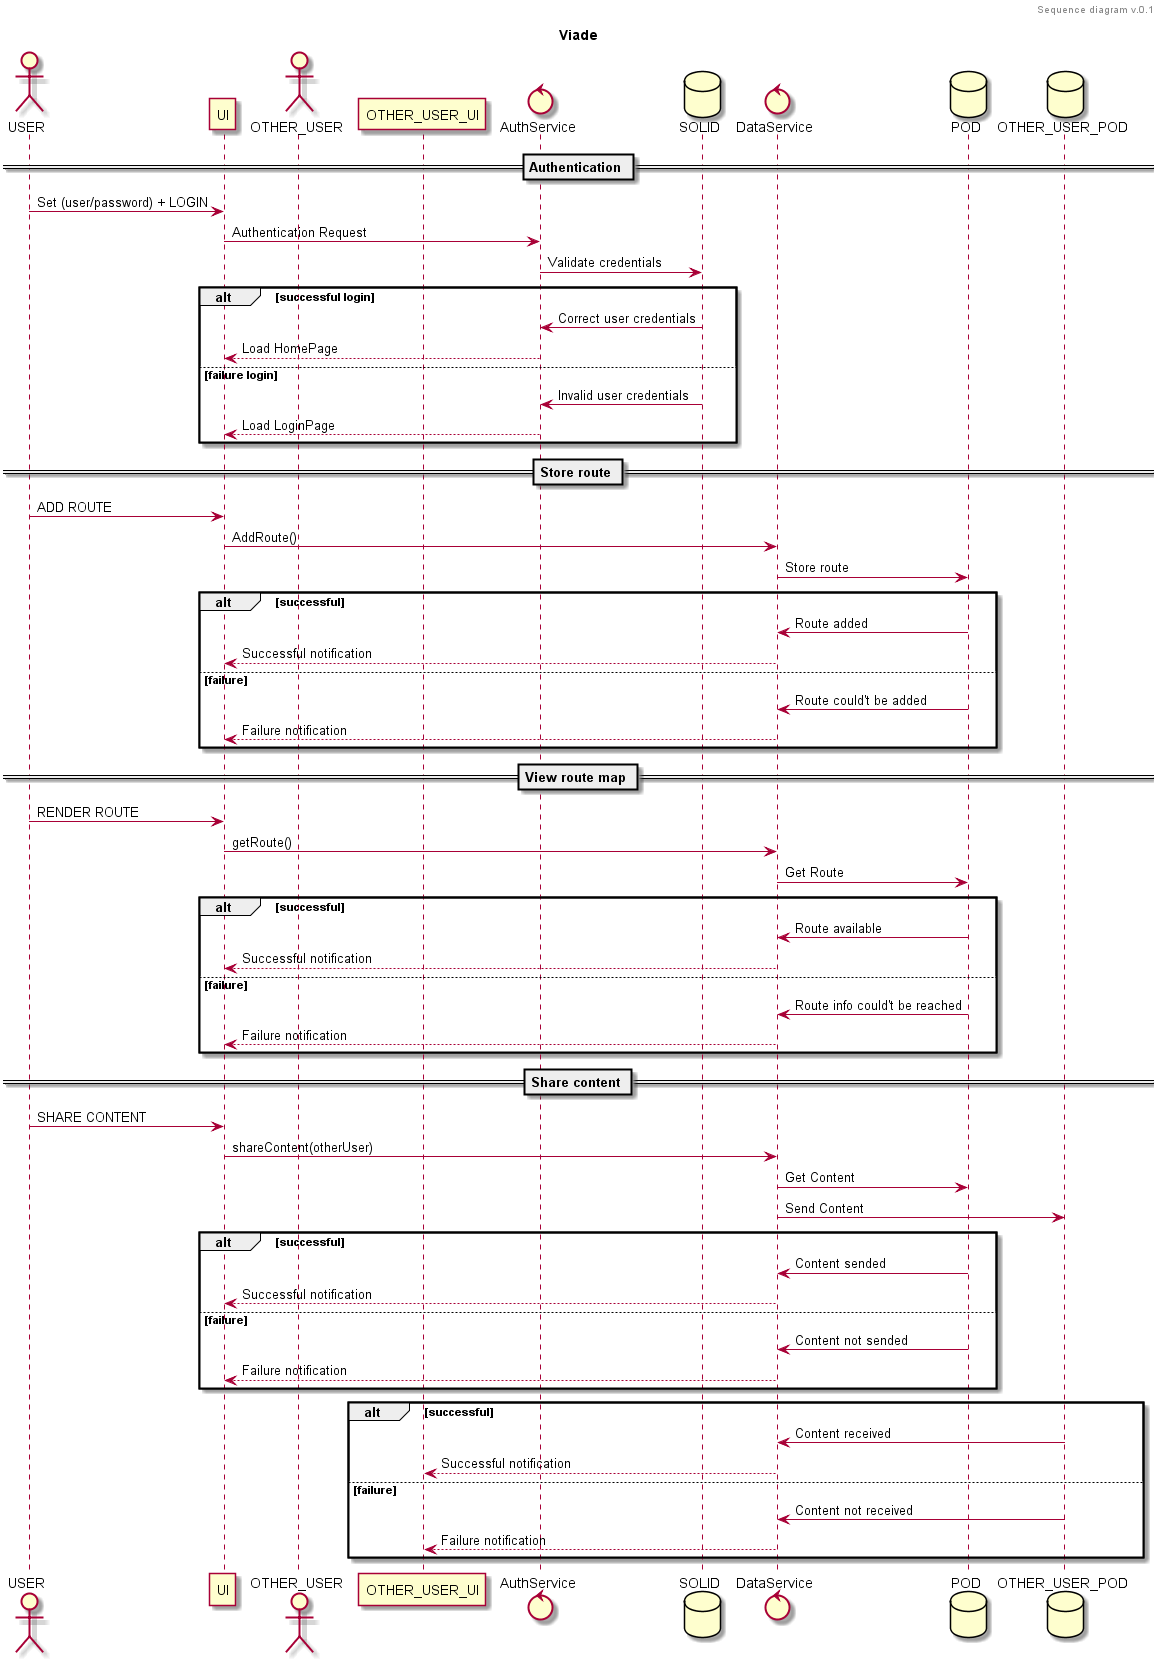 Sequence diagram v.0.1
Viade
USER
UI
OTHER_USER
OTHER_USER_UI
AuthService
SOLID
DataService
POD
OTHER_USER_POD
Authentication
Set (user/password) + LOGIN
Authentication Request
Validate credentials
alt [successful login]
Correct user credentials
Load HomePage
[failure login]
Invalid user credentials
Load LoginPage
Store route
ADD ROUTE
AddRoute()
Store route
alt [successful]
Route added
Successful notification
[failure]
Route could't be added
Failure notification
View route map
RENDER ROUTE
getRoute()
Get Route
alt [successful]
Route available
Successful notification
[failure]
Route info could't be reached
Failure notification
Share content
SHARE CONTENT
shareContent(otherUser)
Get Content
Send Content
alt [successful]
Content sended
Successful notification
[failure]
Content not sended
Failure notification
alt [successful]
Content received
Successful notification
[failure]
Content not received
Failure notification
USER
UI
OTHER_USER
OTHER_USER_UI
AuthService
SOLID
DataService
POD
OTHER_USER_POD